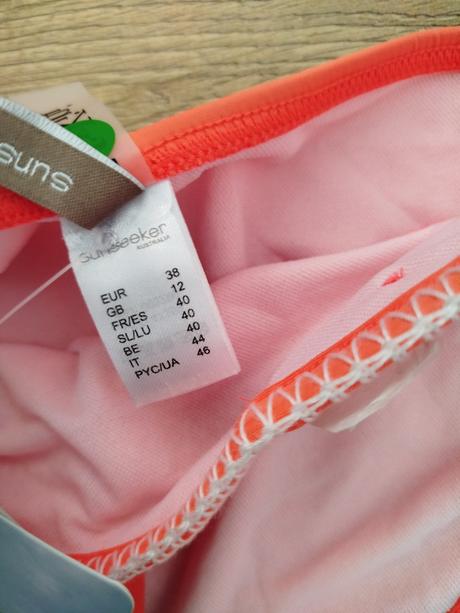 suns
sunseeker
AUSTRALIA
EUR 38
GB 12
FR/ES 40
SL/LU 40
BE 40
IT 44
PYC/UA 46